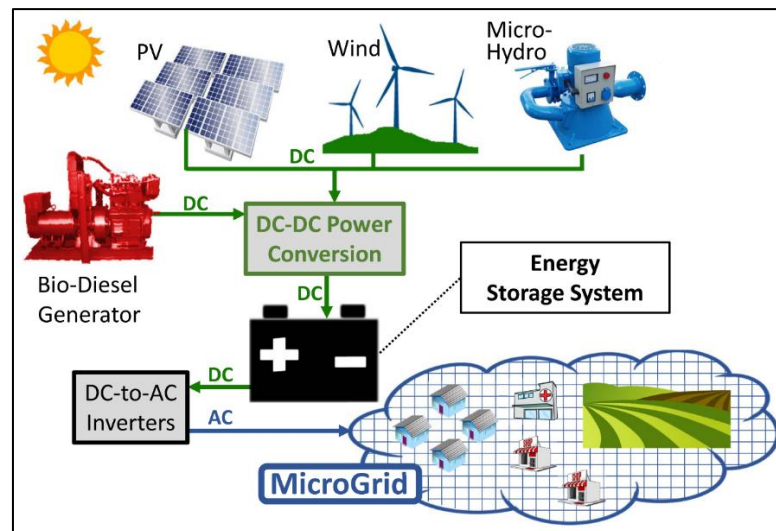 PV
Wind
Micro-
Hydro
DC
DC
DC-DC Power
Conversion
Bio-Diesel
Generator
DC
Energy
Storage System
DC-to-AC
Inverters
DC
AC
MicroGrid